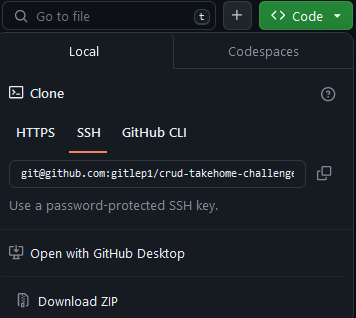 Go to file t + <> Code
Local Codespaces
Clone ?
HTTPS SSH GitHub CLI
git@github.com:gitlep1/crud-takehome-challenge
Use a password-protected SSH key.
Open with GitHub Desktop
Download ZIP